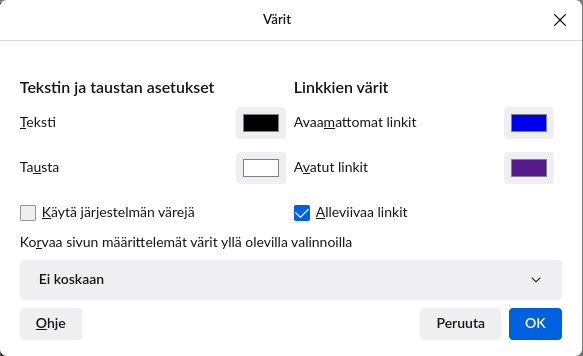 Värit
Tekstin ja taustan asetukset
Linkkien värit
Teksti
Avaamattomat linkit
Tausta
Avatut linkit
Käytä järjestelmän värejä
Alleviivaa linkit
Korvaa sivun määrittelemät värit yllä olevilla valinnoilla
Ei koskaan
Ohje
Peruuta
OK